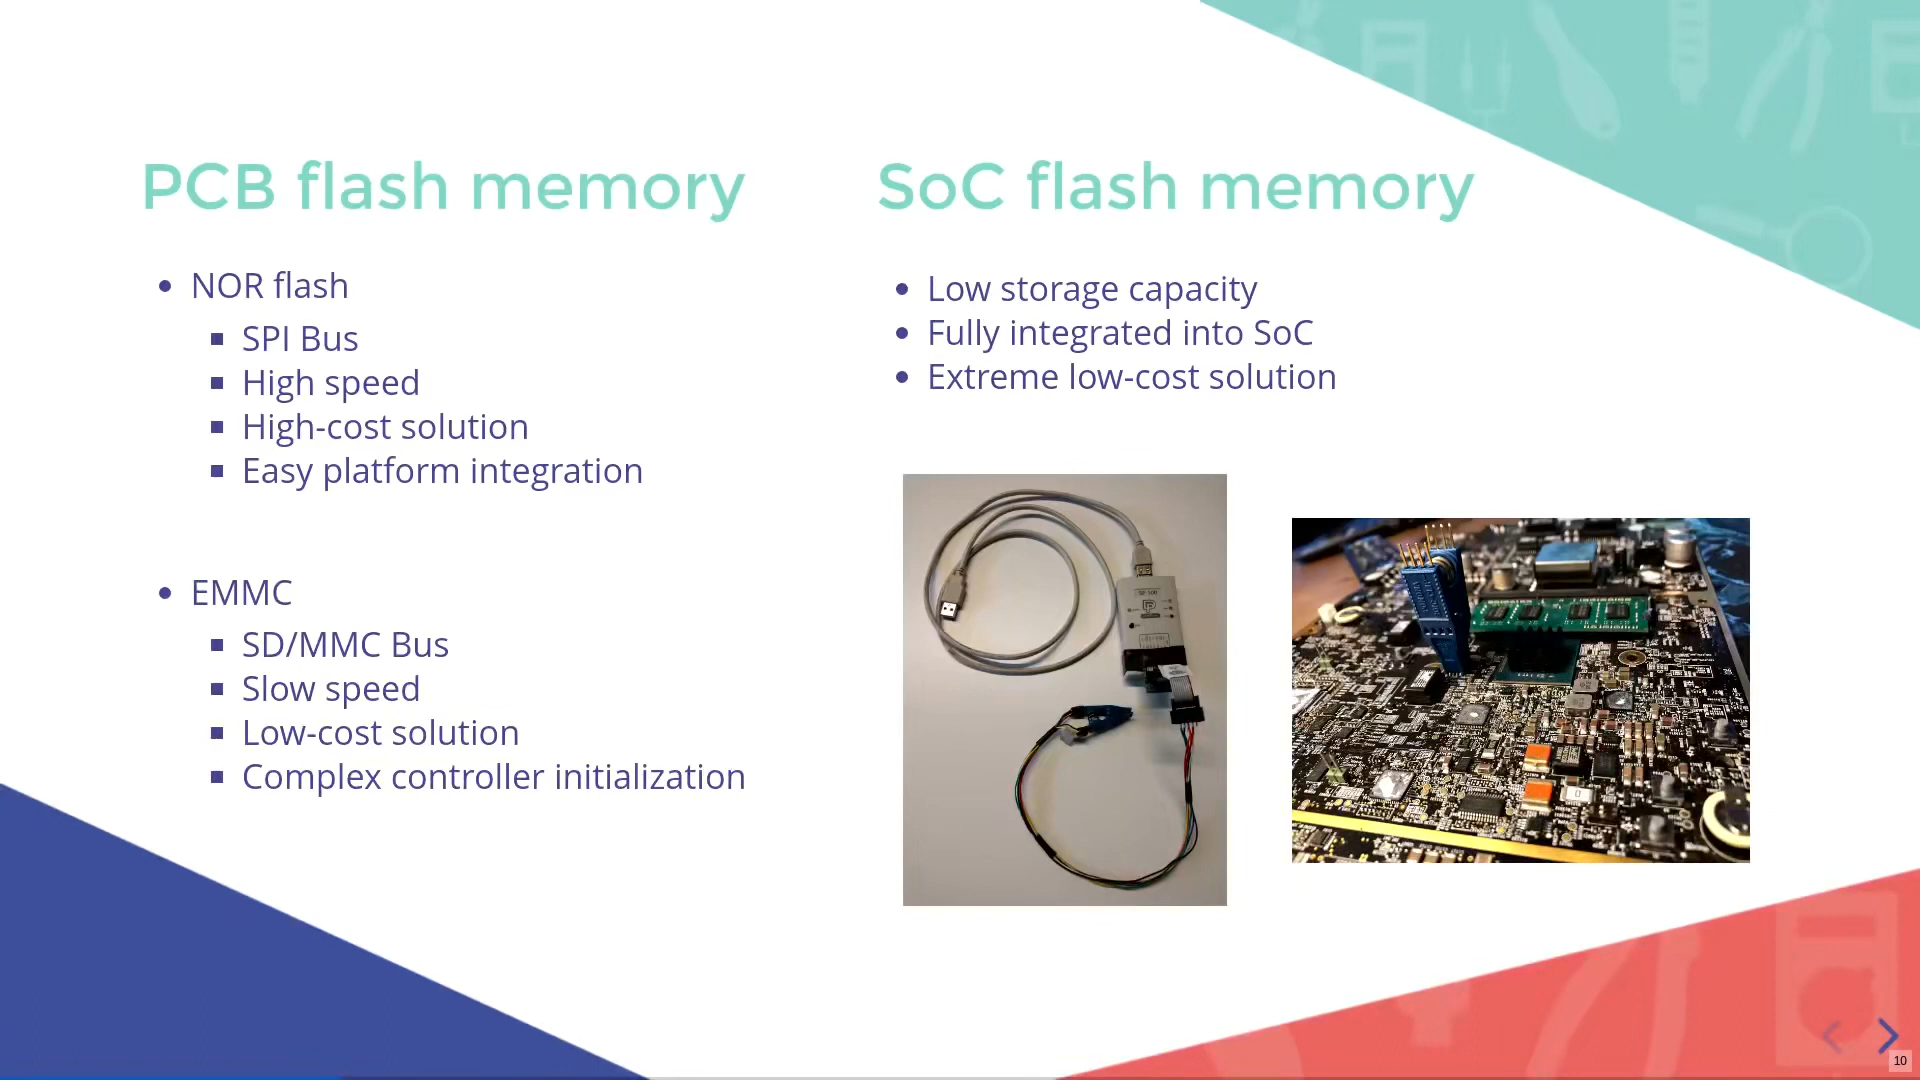 PCB flash memory
NOR flash
SPI Bus
High speed
High-cost solution
Easy platform integration
EMMC
SD/MMC Bus
Slow speed
Low-cost solution
Complex controller initialization
SoC flash memory
Low storage capacity
Fully integrated into SoC
Extreme low-cost solution
10